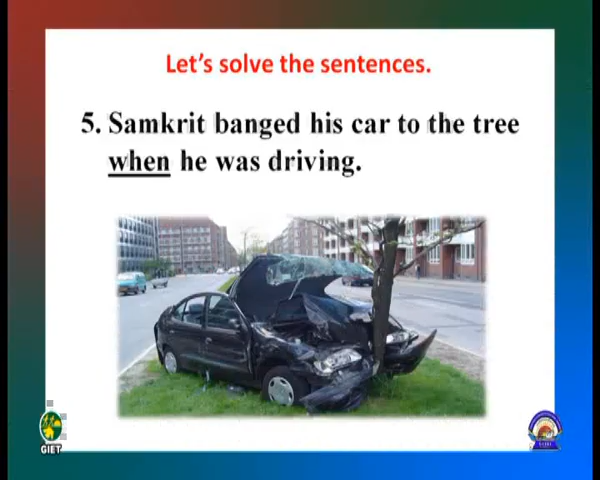 Let's solve the sentences.
5. Samkrit banged his car to the tree
when he was driving.
GIET